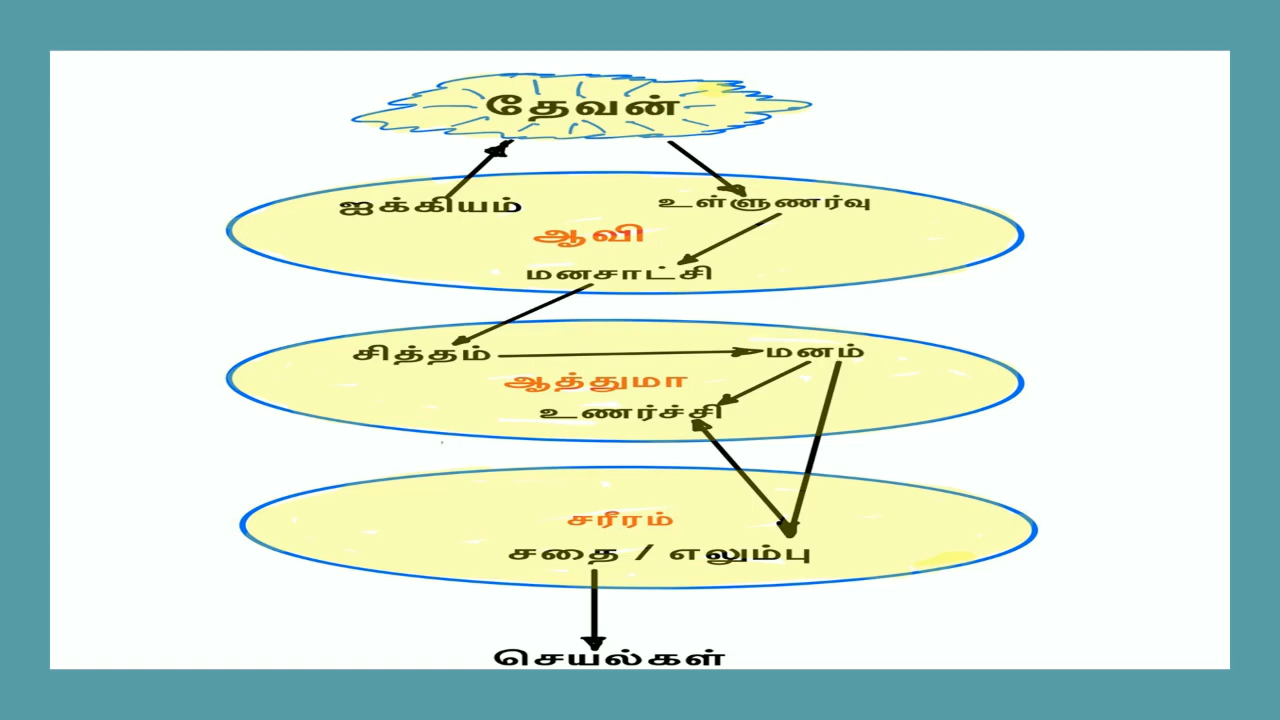 தேவன்
ஐக்கியம் உள்ளுணர்வு
ஆவி
மனசாட்சி
சித்தம் மனம்
ஆத்துமா
உணர்ச்சி
சரீரம்
சதை / எலும்பு
செயல்கள்